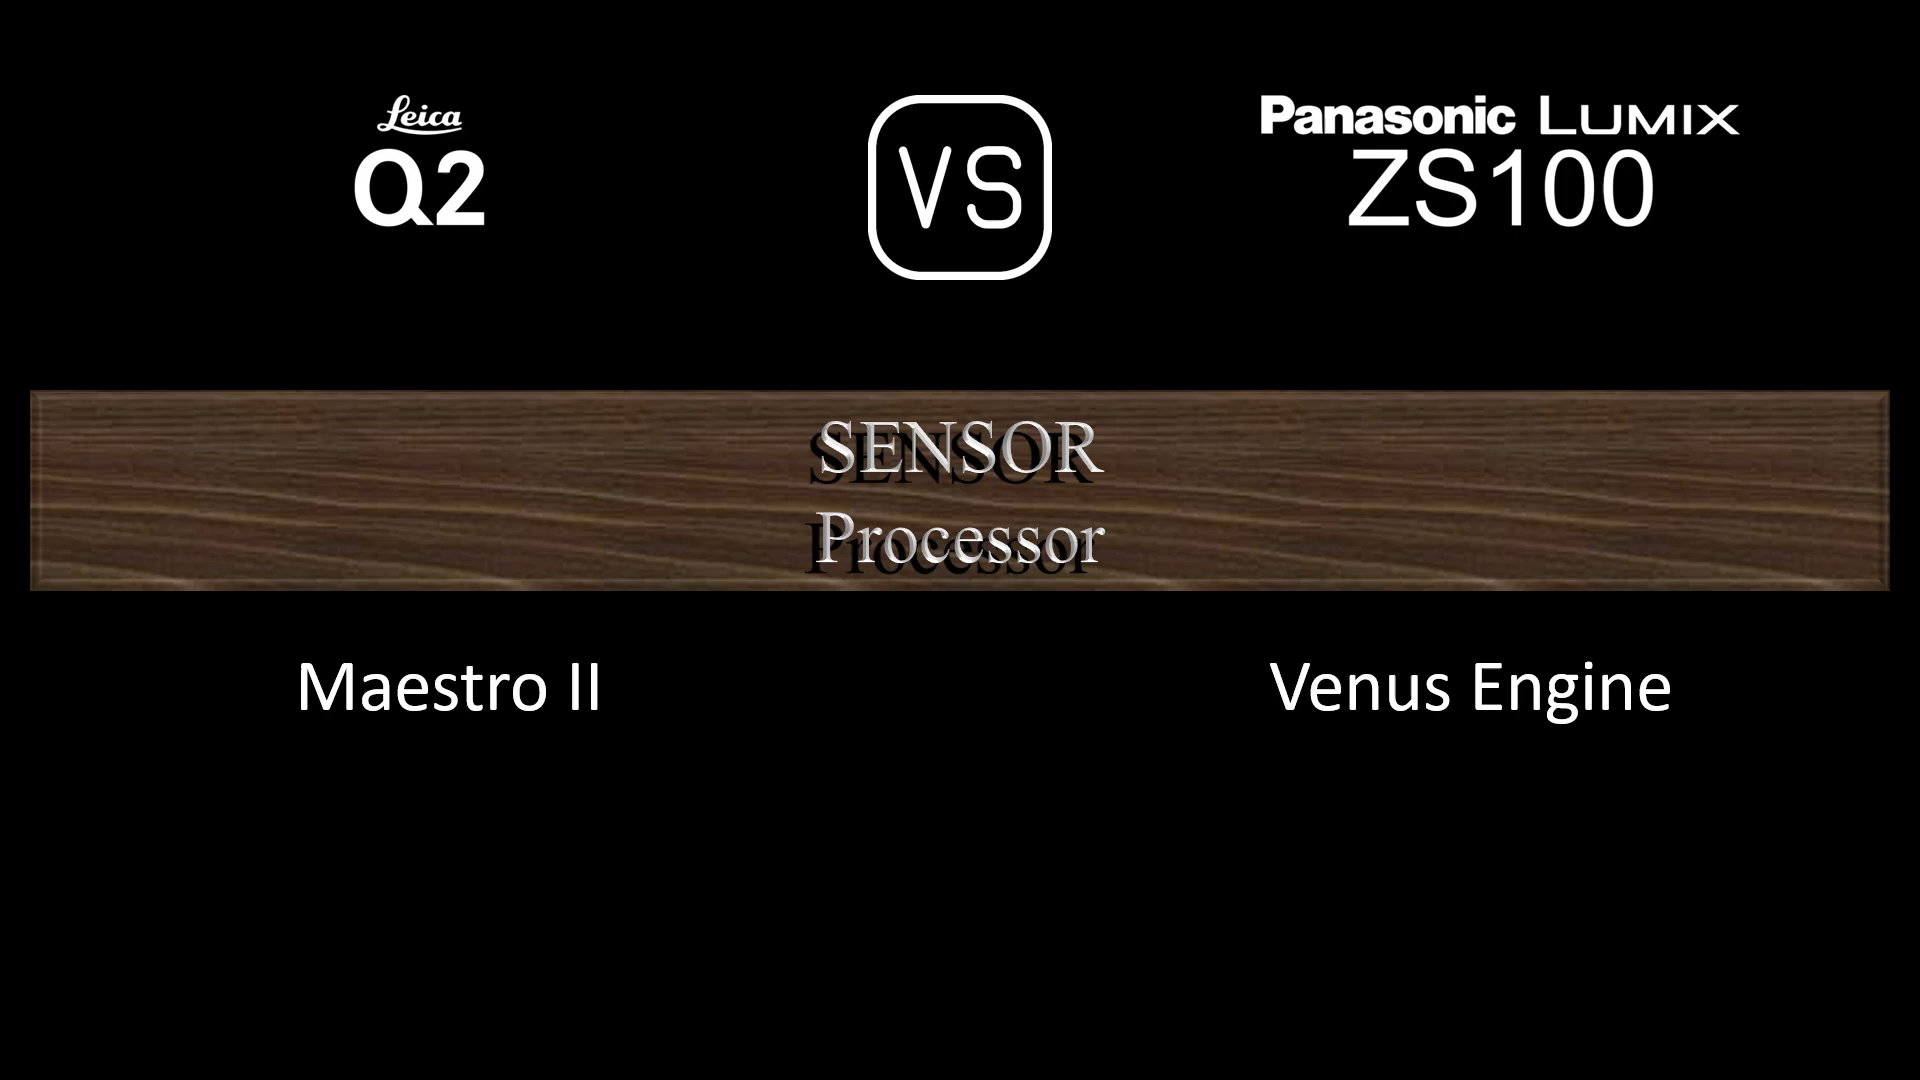 Leica
Q2
VS
Panasonic LUMIX
ZS100
SENSOR
Processor
Maestro II
Venus Engine